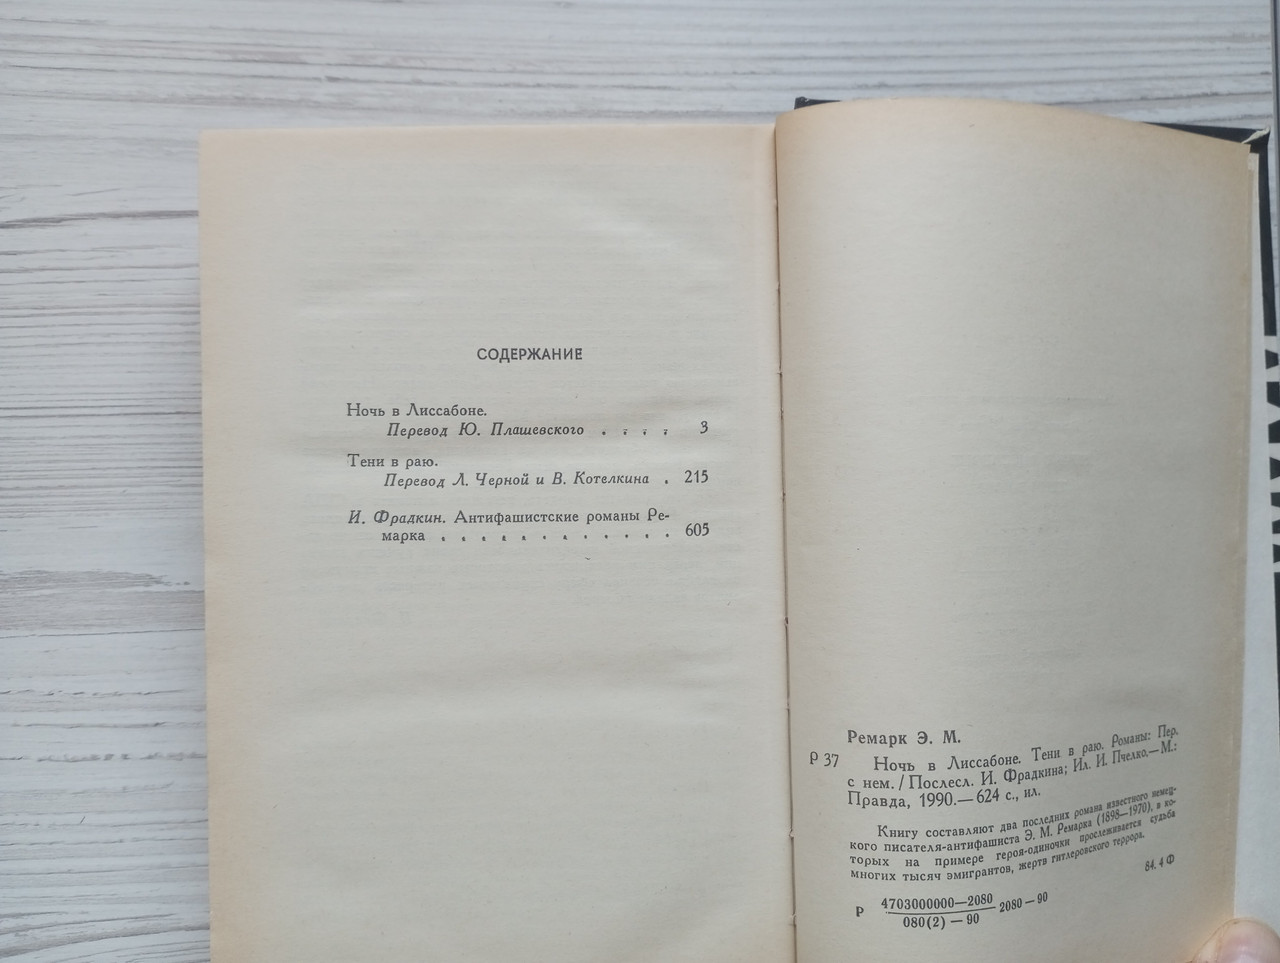 СОДЕРЖАНИЕ
Ночь в Лиссабоне.
Перевод Ю. Плашевского . . . . 3
Тени в раю.
Перевод Л. Черной и В. Котелкина . 215
И. Фрадкин. Антифашистские романы Ре-
марка . . . . . . . . . . . . 605
Ремарк Э. М.
Р 37 Ночь в Лиссабоне. Тени в раю. Романы: Пер.
с нем. / Послесл. И. Фрадкина; Ил. И. Пчелко.— М.:
Правда, 1990.— 624 с., ил.
Книгу составляют два последних романа известного немец-
кого писателя-антифашиста Э. М. Ремарка (1898—1970), в ко-
торых на примере героя-одиночки прослеживается судьба
многих тысяч эмигрантов, жертв гитлеровского террора.
84.4Ф
Р 4703000000—2080
080(2) — 90
2080 — 90